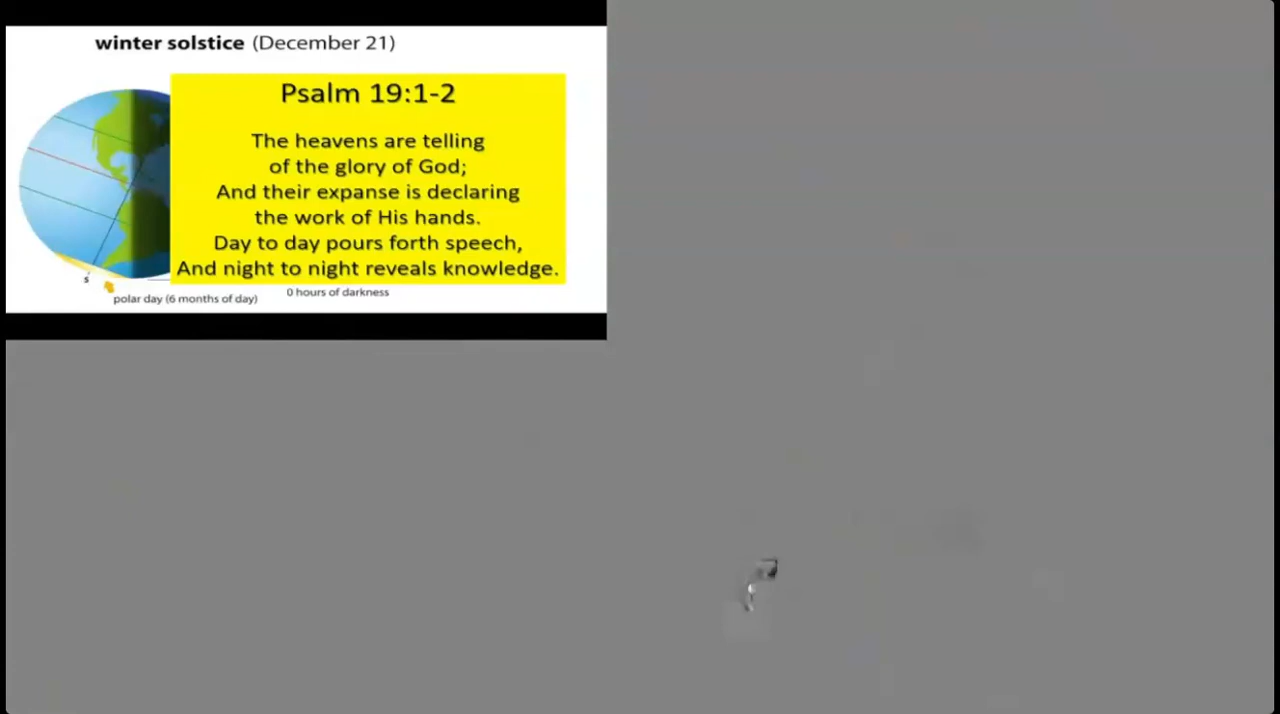 winter solstice (December 21)
Psalm 19:1-2
The heavens are telling
of the glory of God;
And their expanse is declaring
the work of His hands.
Day to day pours forth speech,
And night to night reveals knowledge.
s
polar day (6 months of day)
0 hours of darkness